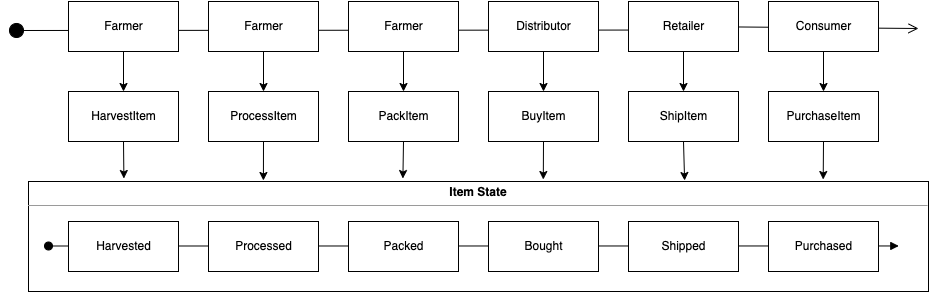 Farmer
Farmer
Farmer
Distributor
Retailer
Consumer
HarvestItem
ProcessItem
PackItem
BuyItem
ShipItem
PurchaseItem
Item State
Harvested
Processed
Packed
Bought
Shipped
Purchased